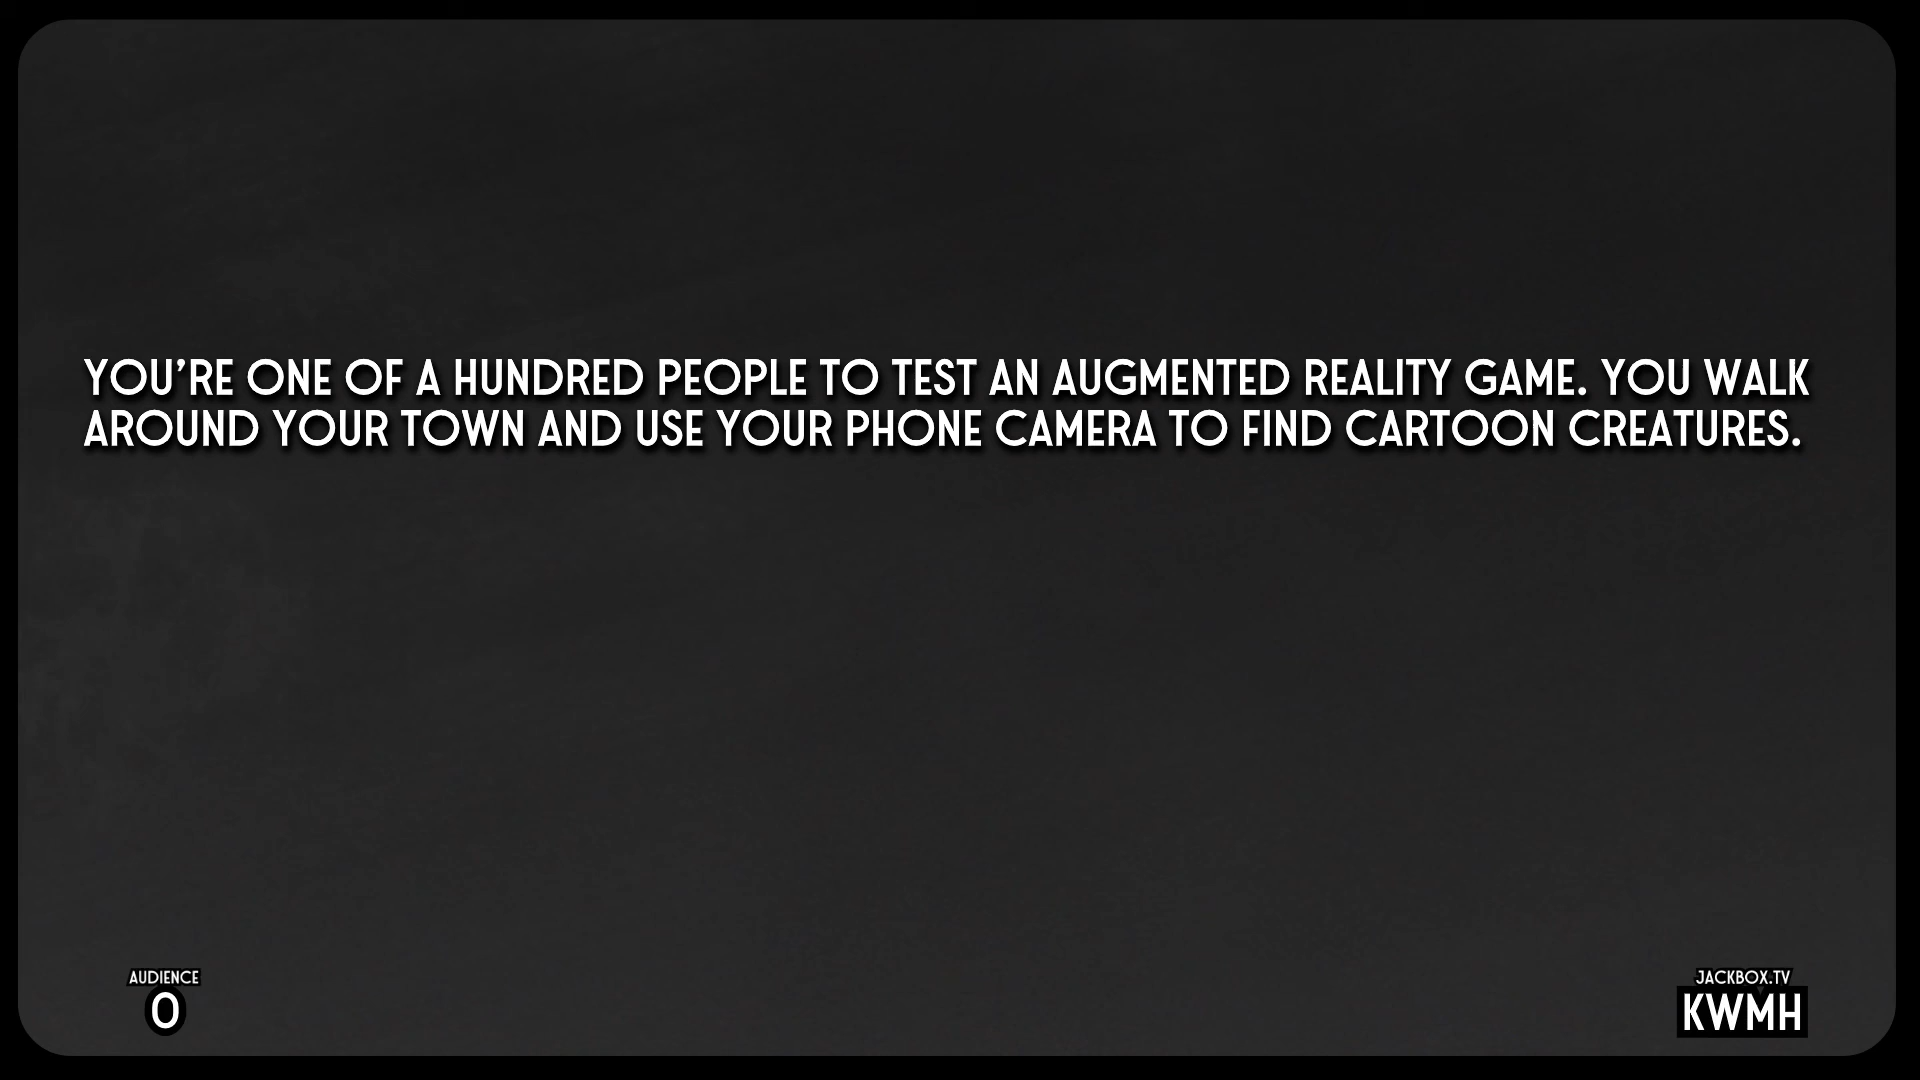 YOU'RE ONE OF A HUNDRED PEOPLE TO TEST AN AUGMENTED REALITY GAME. YOU WALK
AROUND YOUR TOWN AND USE YOUR PHONE CAMERA TO FIND CARTOON CREATURES.
AUDIENCE
0
JACKBOX.TV
KWMH